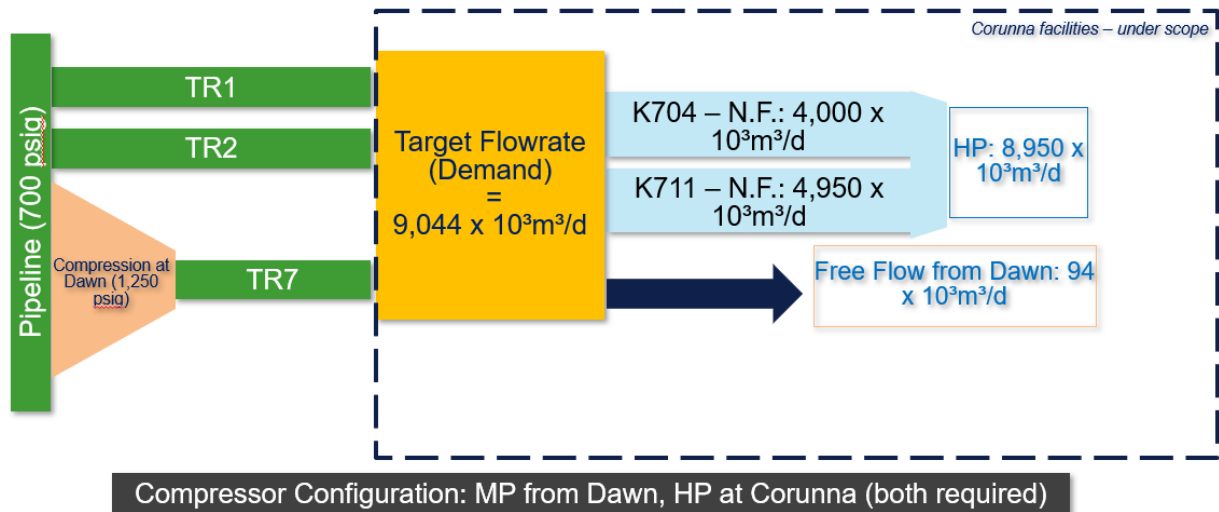 Corunna facilities – under scope
Pipeline (700 psig)
TR1
TR2
Compression at
Dawn (1,250
psig)
TR7
Target Flowrate
(Demand)
=
9,044 x 10³m³/d
K704 – N.F.: 4,000 x
10³m³/d
K711 – N.F.: 4,950 x
10³m³/d
HP: 8,950 x
10³m³/d
Free Flow from Dawn: 94
x 10³m³/d
Compressor Configuration: MP from Dawn, HP at Corunna (both required)